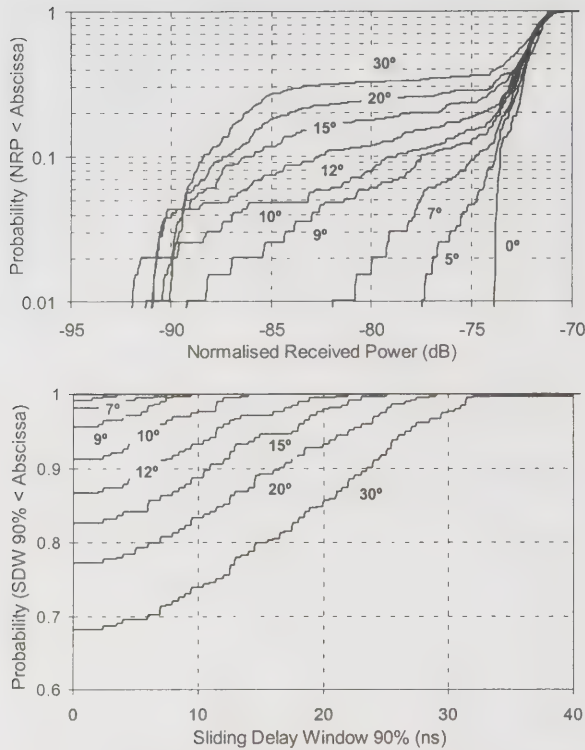 Probability (NRP < Abscissa)
1
0.1
0.01
30º
20º
15º
12º
10º
9º
7º
5º
0º
-95
-90
-85
-80
-75
-70
Normalised Received Power (dB)
Probability (SDW 90% < Abscissa)
1
0.9
0.8
0.7
0.6
7º
9º
10º
12º
15º
20º
30º
0
10
20
30
40
Sliding Delay Window 90% (ns)